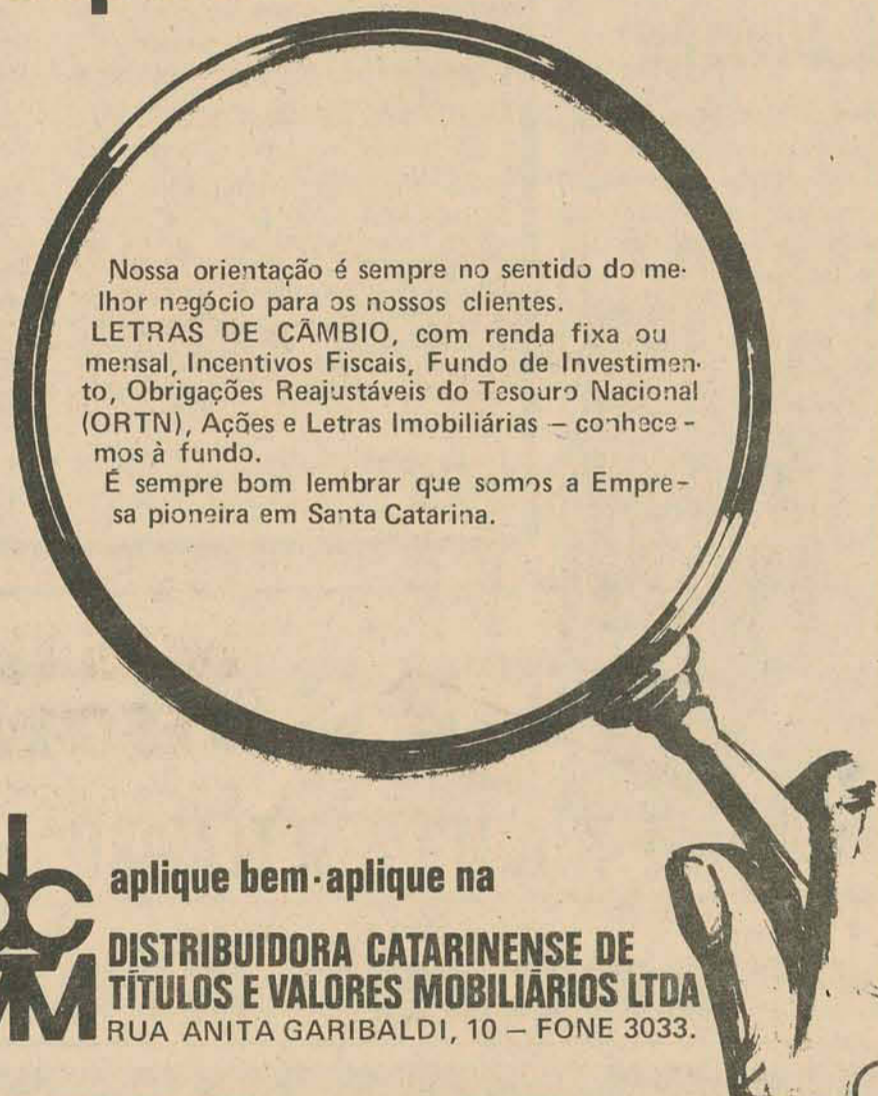 Nossa orientação é sempre no sentido do me-
lhor negócio para os nossos clientes.
LETRAS DE CÂMBIO, com renda fixa ou
mensal, Incentivos Fiscais, Fundo de Investimen-
to, Obrigações Reajustáveis do Tesouro Nacional
(ORTN), Ações e Letras Imobiliárias — conhece-
mos à fundo.
É sempre bom lembrar que somos a Empre-
sa pioneira em Santa Catarina.
aplique bem·aplique na
DISTRIBUIDORA CATARINENSE DE
TÍTULOS E VALORES MOBILIÁRIOS LTDA
RUA ANITA GARIBALDI, 10 — FONE 3033.